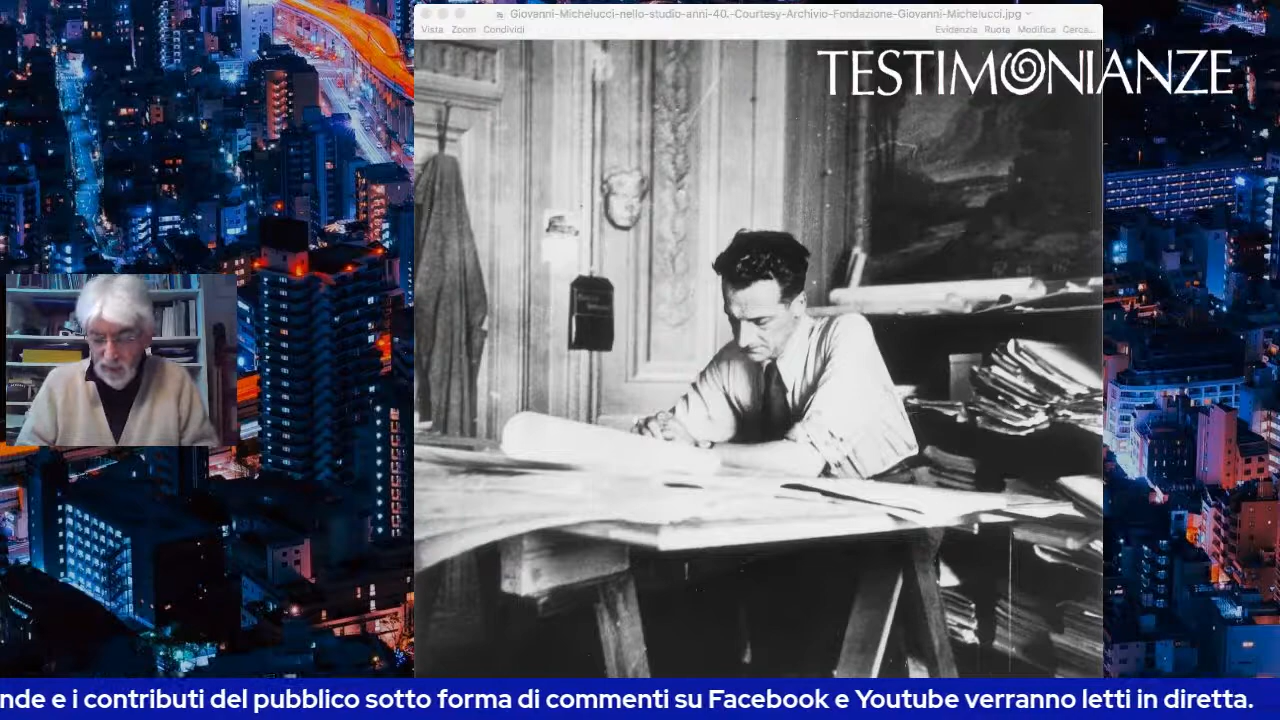 Giovanni-Michelucci-nello-studio-anni-40.-Courtesy-Archivio-Fondazione-Giovanni-Michelucci.jpg
Vista Zoom Condividi Evidenzia Ruota Modifica Cerca...
TESTIMONIANZE
nde e i contributi del pubblico sotto forma di commenti su Facebook e Youtube verranno letti in diretta.